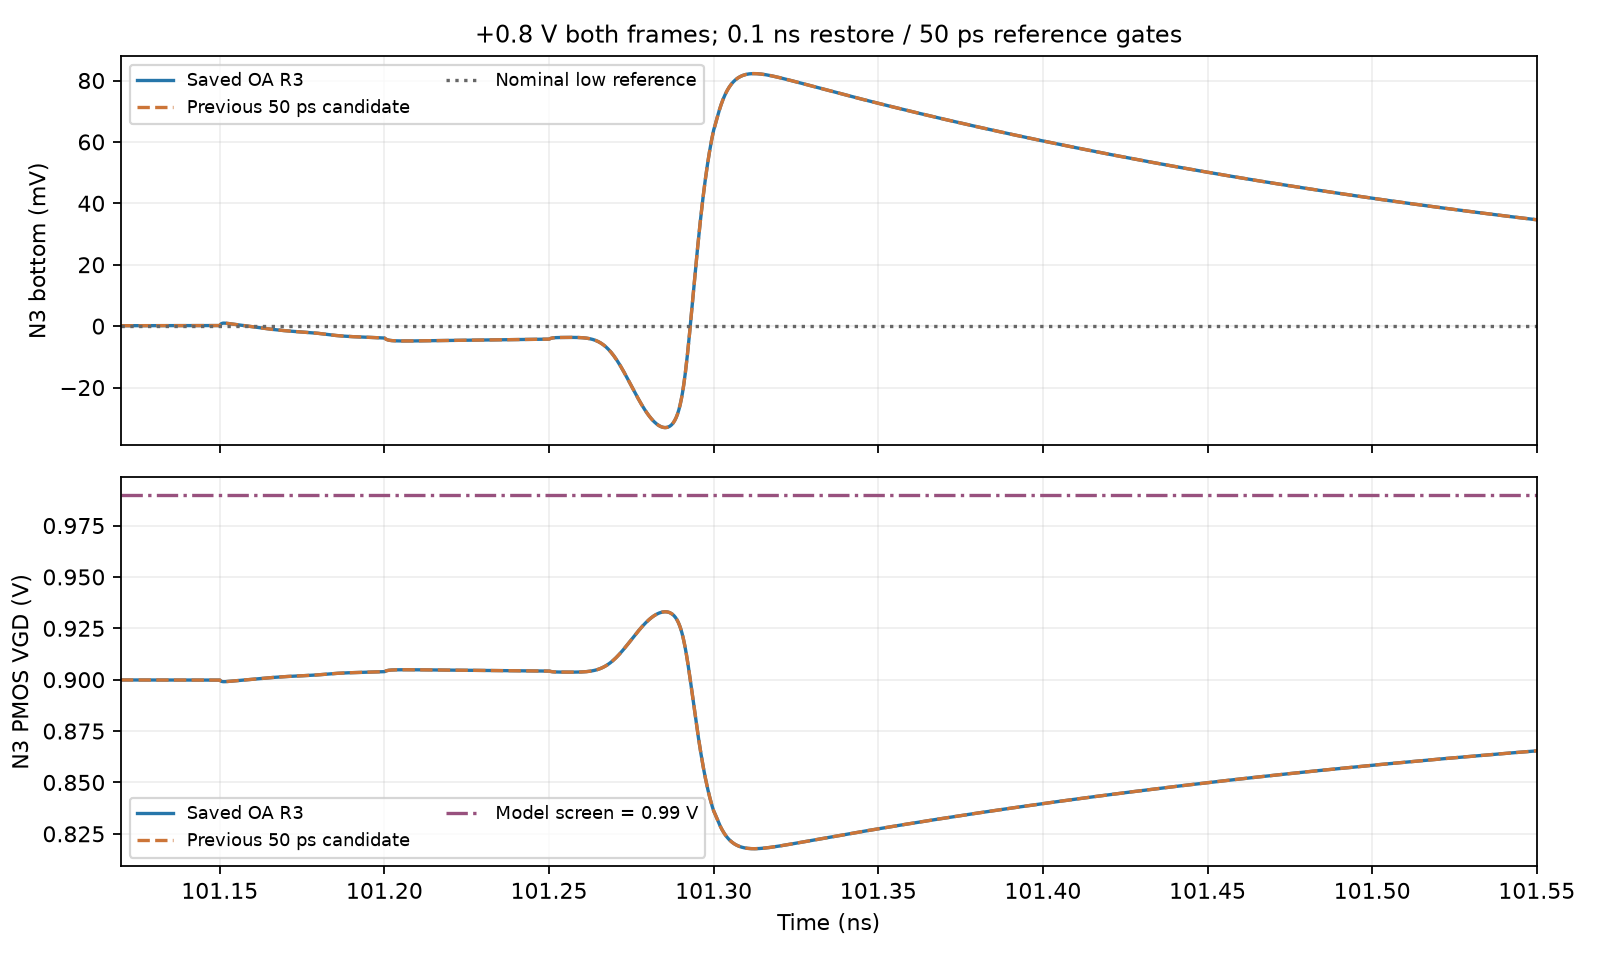 +0.8 V both frames; 0.1 ns restore / 50 ps reference gates
Saved OA R3
Previous 50 ps candidate
Nominal low reference
N3 bottom (mV)
80
60
40
20
0
−20
Saved OA R3
Previous 50 ps candidate
Model screen = 0.99 V
N3 PMOS VGD (V)
0.975
0.950
0.925
0.900
0.875
0.850
0.825
101.15 101.20 101.25 101.30 101.35 101.40 101.45 101.50 101.55
Time (ns)